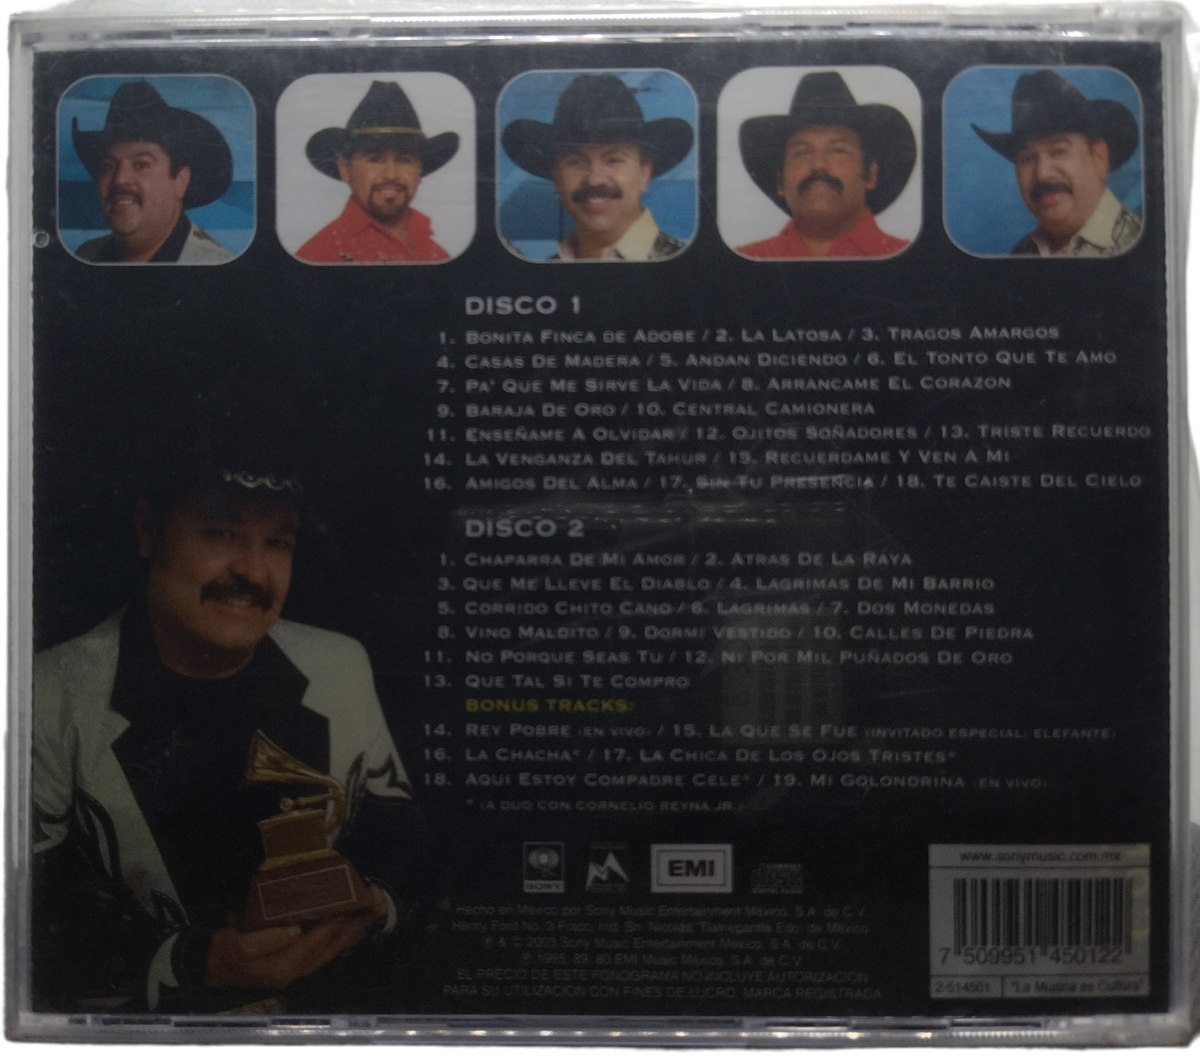 DISCO 1
1. BONITA FINCA DE ADOBE / 2. LA LATOSA / 3. TRAGOS AMARGOS
4. CASAS DE MADERA / 5. ANDAN DICIENDO / 6. EL TONTO QUE TE AMO
7. PA' QUE ME SIRVE LA VIDA / 8. ARRANCAME EL CORAZON
9. BARAJA DE ORO / 10. CENTRAL CAMIONERA
11. ENSEÑAME A OLVIDAR / 12. OJITOS SOÑADORES / 13. TRISTE RECUERDO
14. LA VENGANZA DEL TAHUR / 15. RECUERDAME Y VEN A MI
16. AMIGOS DEL ALMA / 17. SIN TU PRESENCIA / 18. TE CAISTE DEL CIELO
DISCO 2
1. CHAPARRA DE MI AMOR / 2. ATRAS DE LA RAYA
3. QUE ME LLEVE EL DIABLO / 4. LAGRIMAS DE MI BARRIO
5. CORRIDO CHITO CANO / 6. LAGRIMAS / 7. DOS MONEDAS
8. VINO MALDITO / 9. DORMI VESTIDO / 10. CALLES DE PIEDRA
11. NO PORQUE SEAS TU / 12. NI POR MIL PUÑADOS DE ORO
13. QUE TAL SI TE COMPRO
BONUS TRACKS:
14. REY POBRE (EN VIVO) / 15. LA QUE SE FUE (INVITADO ESPECIAL: ELEFANTE)
16. LA CHACHA* / 17. LA CHICA DE LOS OJOS TRISTES*
18. AQUI ESTOY COMPADRE CELE* / 19. MI GOLONDRINA (EN VIVO)
* (A DUO CON CORNELIO REYNA JR.)
SONY
EMI
www.sonymusic.com.mx
Hecho en México por Sony Music Entertainment México, S.A. de C.V.
Henry Ford No. 3 Fracc. Ind. Sn. Nicolás, Tlalnepantla Edo. de México.
℗ & © 2003 Sony Music Entertainment México, S.A. de C.V.
℗ 1995, 89, 80 EMI Music México, S.A. de C.V.
EL PRECIO DE ESTE FONOGRAMA NO INCLUYE AUTORIZACION
PARA SU UTILIZACION CON FINES DE LUCRO. MARCA REGISTRADA
7 509951 450122
2-514501 "La Música es Cultura"